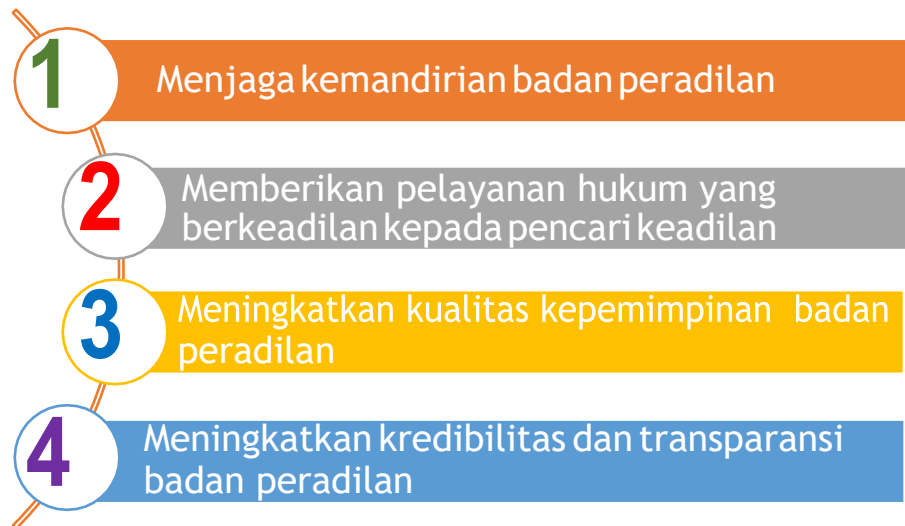 1
Menjaga kemandirian badan peradilan
2
Memberikan pelayanan hukum yang
berkeadilan kepada pencari keadilan
3
Meningkatkan kualitas kepemimpinan badan
peradilan
4
Meningkatkan kredibilitas dan transparansi
badan peradilan